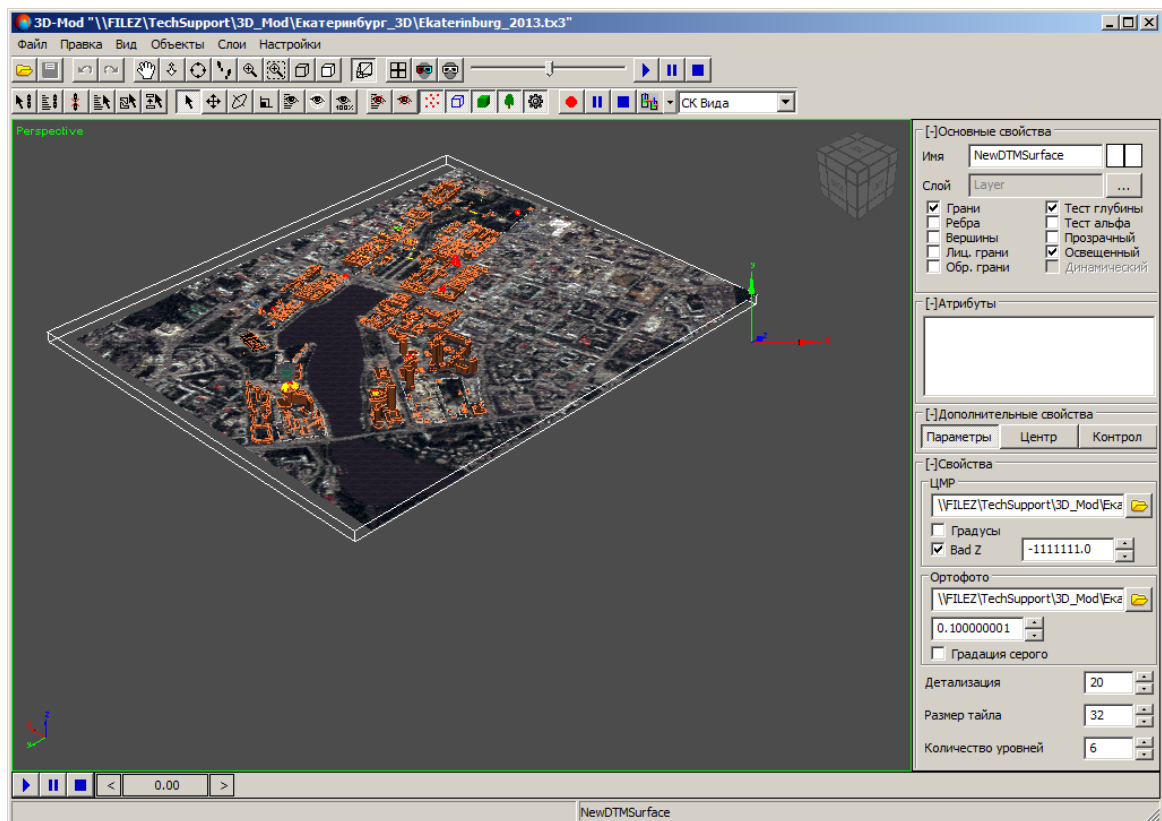 3D-Mod "\\FILEZ\TechSupport\3D_Mod\Екатеринбург_3D\Ekaterinburg_2013.tx3"
Файл Правка Вид Объекты Слои Настройки
100%
СК Вида
Perspective
[-]Основные свойства
Имя NewDTMSurface
Слой Layer ...
Грани Тест глубины
Ребра Тест альфа
Вершины Прозрачный
Лиц. грани Освещенный
Обр. грани Динамический
[-]Атрибуты
[-]Дополнительные свойства
Параметры Центр Контрол
[-]Свойства
ЦМР
\\FILEZ\TechSupport\3D_Mod\Ека
Градусы
Bad Z -1111111.0
Ортофото
\\FILEZ\TechSupport\3D_Mod\Ека
0.100000001
Градация серого
Детализация 20
Размер тайла 32
Количество уровней 6
y
z
x
z
x
y
< 0.00 >
NewDTMSurface